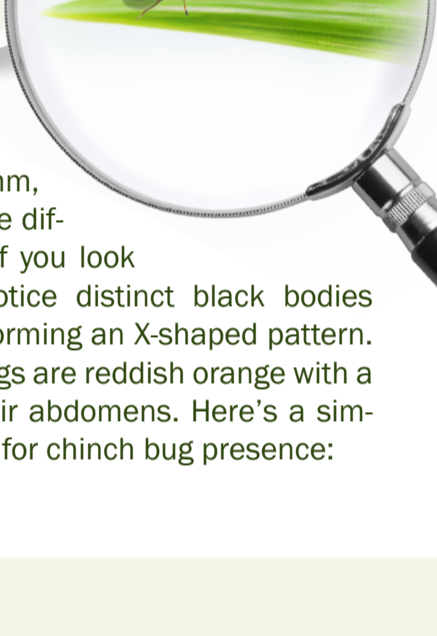 mm,
e dif-
f you look
otice distinct black bodies
orming an X-shaped pattern.
gs are reddish orange with a
ir abdomens. Here’s a sim-
for chinch bug presence: